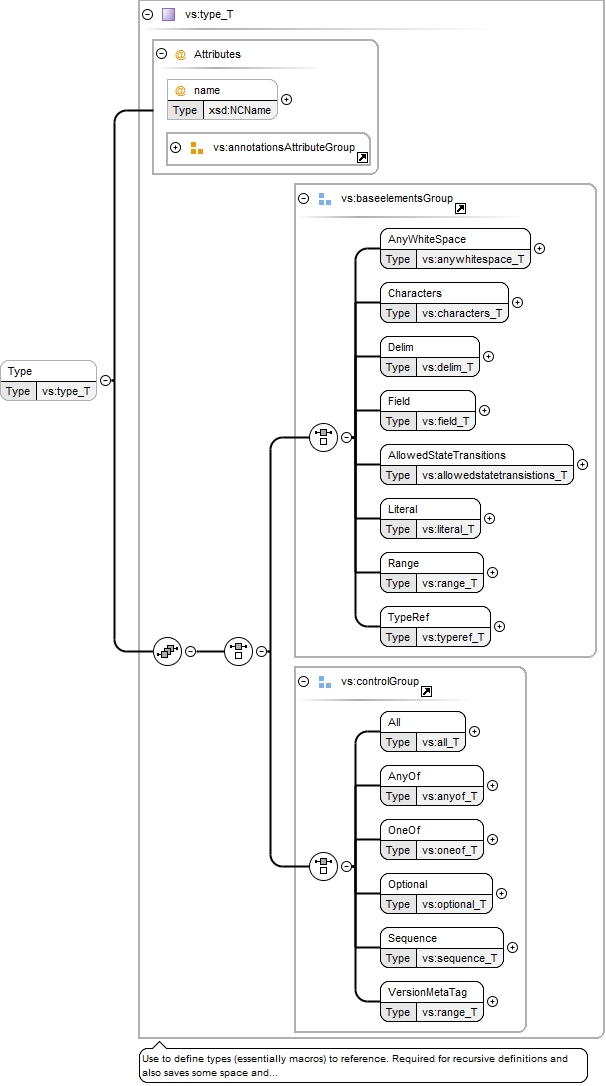 vs:type_T
Attributes
name
Type xsd:NCName
vs:annotationsAttributeGroup
vs:baseelementsGroup
AnyWhiteSpace
Type vs:anywhitespace_T
Characters
Type vs:characters_T
Delim
Type vs:delim_T
Type
Type vs:type_T
Field
Type vs:field_T
AllowedStateTransitions
Type vs:allowedstatetransistions_T
Literal
Type vs:literal_T
Range
Type vs:range_T
TypeRef
Type vs:typeref_T
vs:controlGroup
All
Type vs:all_T
AnyOf
Type vs:anyof_T
OneOf
Type vs:oneof_T
Optional
Type vs:optional_T
Sequence
Type vs:sequence_T
VersionMetaTag
Type vs:range_T
Use to define types (essentially macros) to reference. Required for recursive definitions and
also saves some space and...